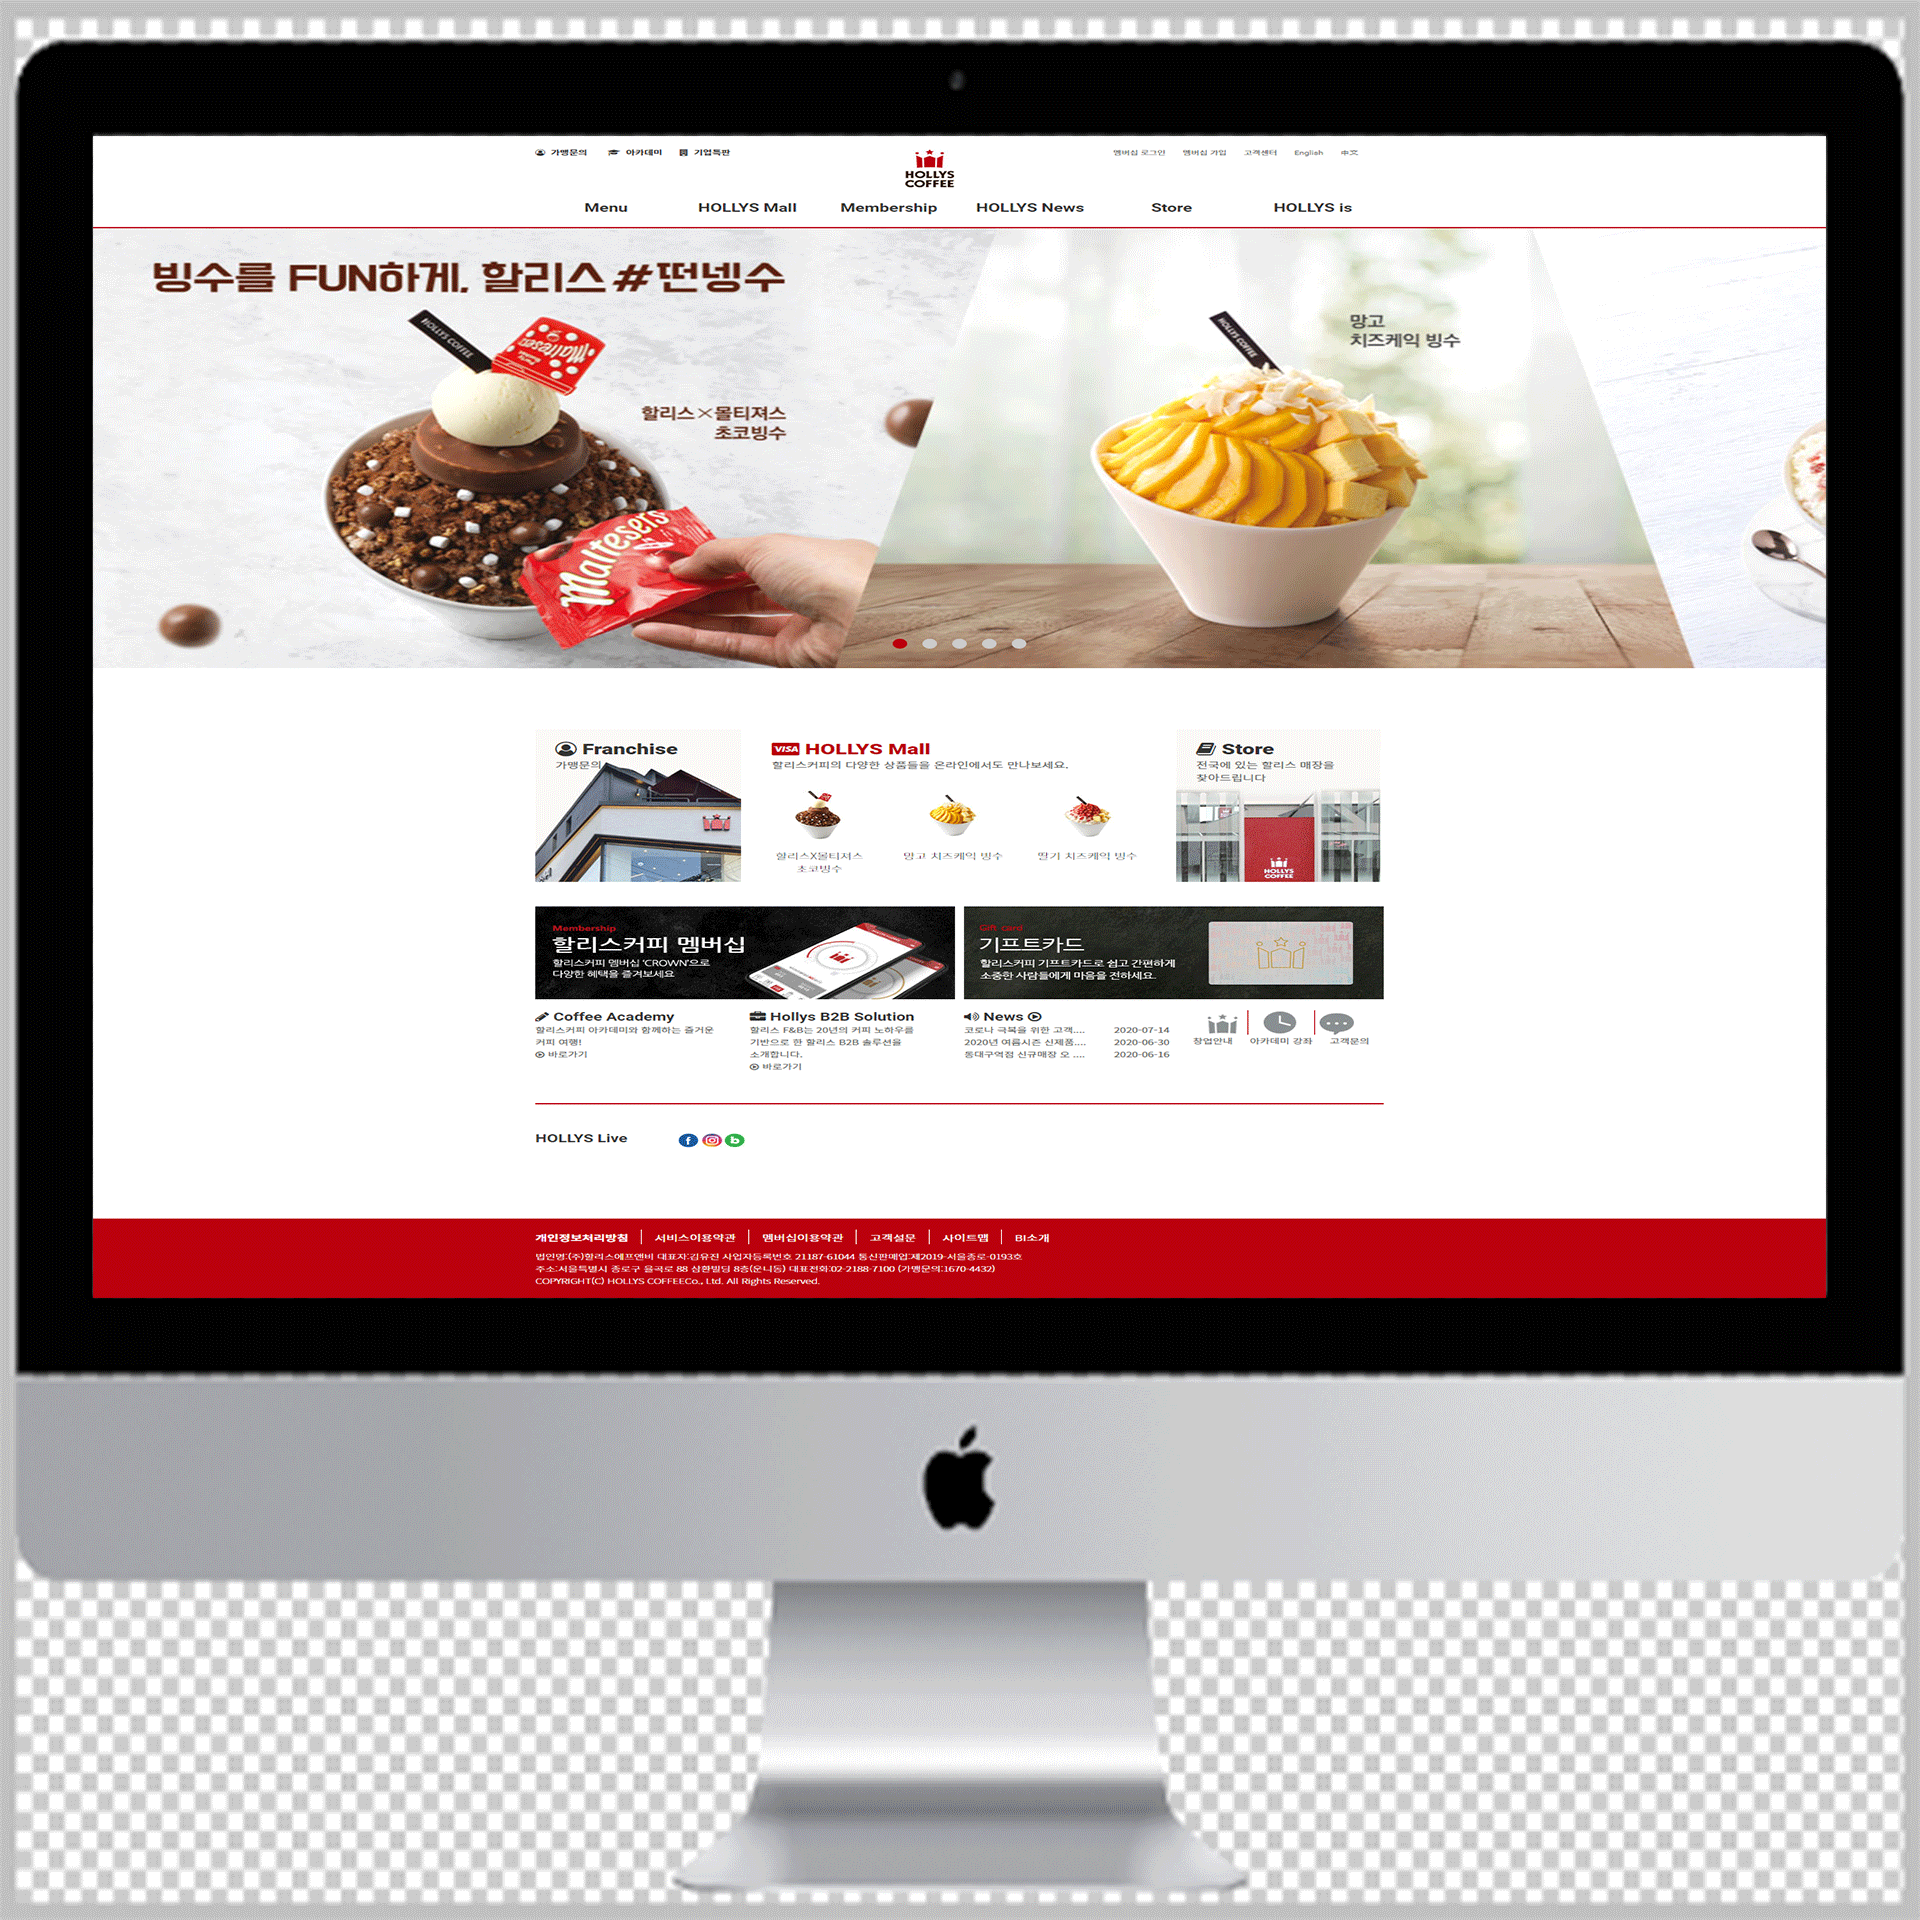 가맹문의 아카데미 기업특판
멤버십 로그인 멤버십 가입 고객센터 English 中文
HOLLYS
COFFEE
Menu HOLLYS Mall Membership HOLLYS News Store HOLLYS is
빙수를 FUN하게, 할리스#떤넹수
HOLLYS COFFEE
Maltesers
할리스×몰티져스
초코빙수
Maltesers
HOLLYS COFFEE
망고
치즈케익 빙수
Franchise
가맹문의
VISA HOLLYS Mall
할리스커피의 다양한 상품들을 온라인에서도 만나보세요.
할리스X몰티져스
초코빙수
망고 치즈케익 빙수
딸기 치즈케익 빙수
Store
전국에 있는 할리스 매장을
찾아드립니다
HOLLYS
COFFEE
Membership
할리스커피 멤버십
할리스커피 멤버십 'CROWN'으로
다양한 혜택을 즐겨보세요
Gift card
기프트카드
할리스커피 기프트카드로 쉽고 간편하게
소중한 사람들에게 마음을 전하세요.
Coffee Academy
할리스커피 아카데미와 함께하는 즐거운
커피 여행!
바로가기
Hollys B2B Solution
할리스 F&B는 20년의 커피 노하우를
기반으로 한 할리스 B2B 솔루션을
소개합니다.
바로가기
News
코로나 극복을 위한 고객.... 2020-07-14
2020년 여름시즌 신제품.... 2020-06-30
동대구역점 신규매장 오 .... 2020-06-16
창업안내 아카데미 강좌 고객문의
HOLLYS Live
개인정보처리방침 서비스이용약관 멤버십이용약관 고객설문 사이트맵 BI소개
법인명:(주)할리스에프앤비 대표자:김유진 사업자등록번호 21187-61044 통신판매업:제2019-서울종로-0193호
주소:서울특별시 종로구 율곡로 88 삼환빌딩 8층(운니동) 대표전화:02-2188-7100 (가맹문의:1670-4432)
COPYRIGHT(C) HOLLYS COFFEECo., Ltd. All Rights Reserved.